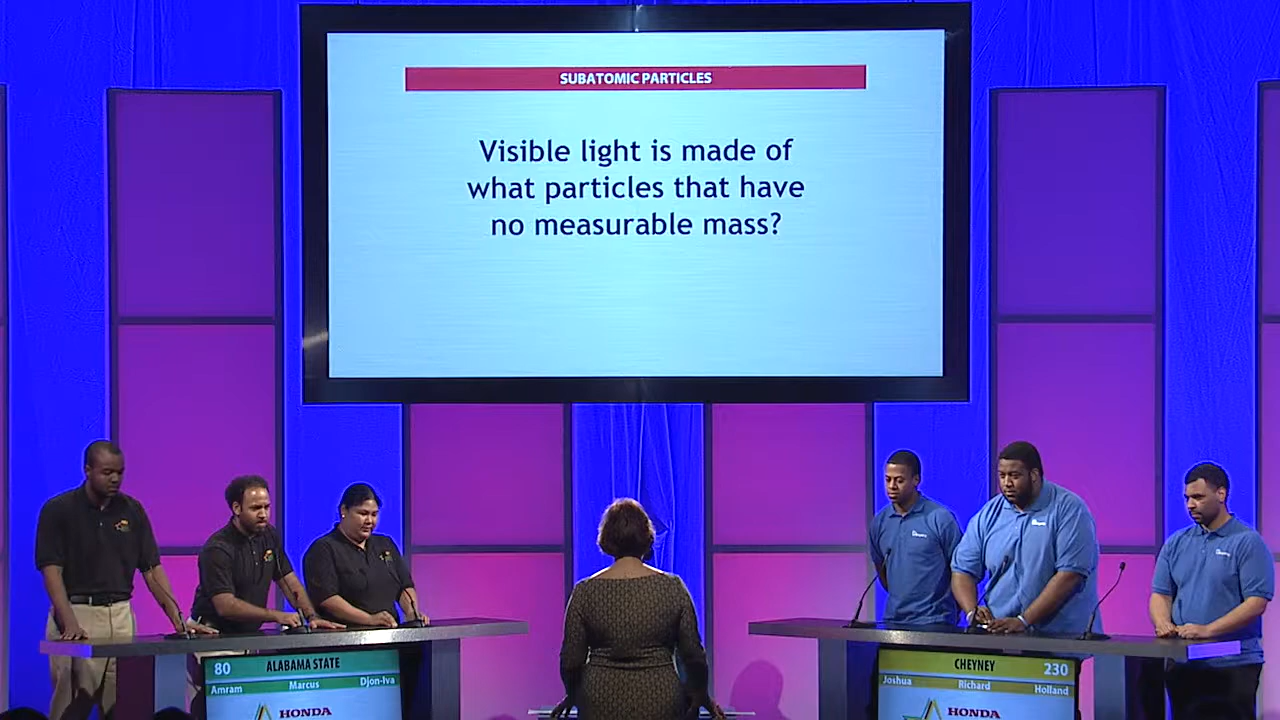 SUBATOMIC PARTICLES
Visible light is made of
what particles that have
no measurable mass?
80 ALABAMA STATE
Amram Marcus Djon-Iva
HONDA
CHEYNEY 230
Joshua Richard Holland
HONDA